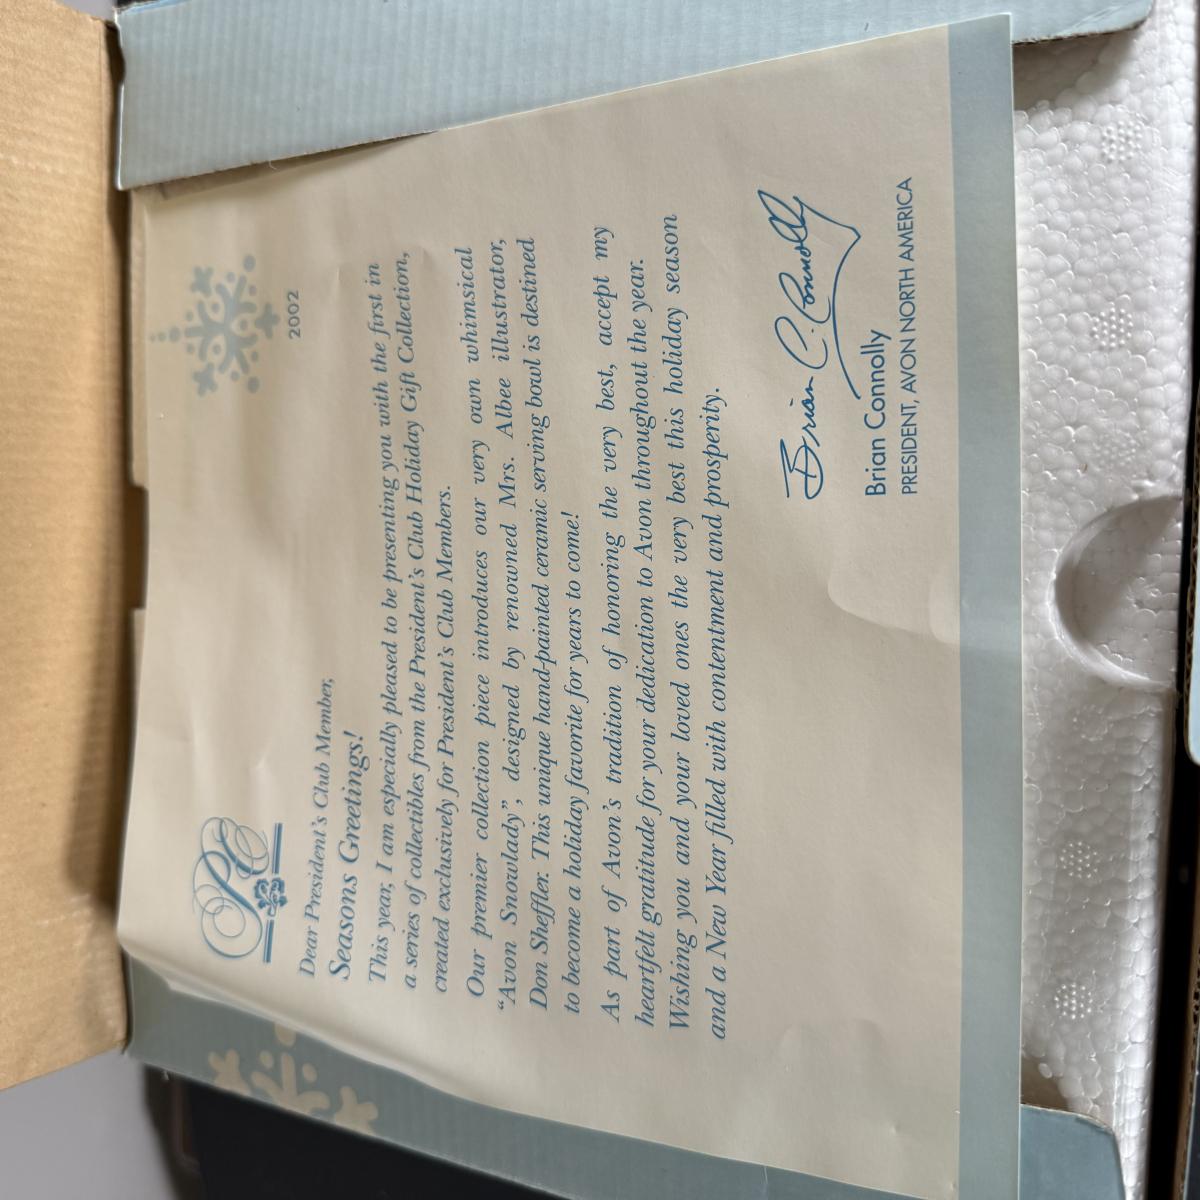 PC
2002
Dear President's Club Member,
Seasons Greetings!
This year, I am especially pleased to be presenting you with the first in
a series of collectibles from the President's Club Holiday Gift Collection,
created exclusively for President's Club Members.
Our premier collection piece introduces our very own whimsical
“Avon Snowlady”, designed by renowned Mrs. Albee illustrator,
Don Sheffler. This unique hand-painted ceramic serving bowl is destined
to become a holiday favorite for years to come!
As part of Avon's tradition of honoring the very best, accept my
heartfelt gratitude for your dedication to Avon throughout the year.
Wishing you and your loved ones the very best this holiday season
and a New Year filled with contentment and prosperity.
Brian C. Connolly
Brian Connolly
PRESIDENT, AVON NORTH AMERICA